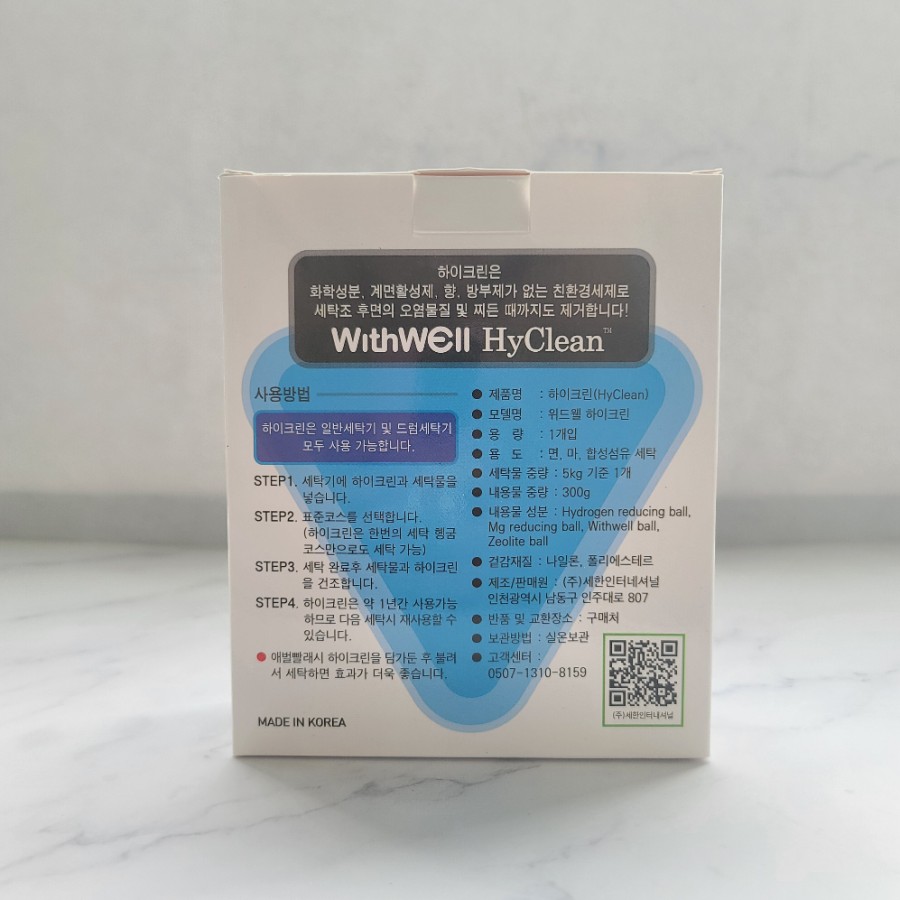 하이크린은
화학성분, 계면활성제, 향, 방부제가 없는 친환경세제로
세탁조 후면의 오염물질 및 찌든 때까지도 제거합니다!
WithWell HyClean™
사용방법
하이크린은 일반세탁기 및 드럼세탁기
모두 사용 가능합니다.
STEP1. 세탁기에 하이크린과 세탁물을
넣습니다.
STEP2. 표준코스를 선택합니다.
(하이크린은 한번의 세탁 헹굼
코스만으로도 세탁 가능)
STEP3. 세탁 완료후 세탁물과 하이크린
을 건조합니다.
STEP4. 하이크린은 약 1년간 사용가능
하므로 다음 세탁시 재사용할 수
있습니다.
● 애벌빨래시 하이크린을 담가둔 후 불려
서 세탁하면 효과가 더욱 좋습니다.
MADE IN KOREA
● 제품명 : 하이크린(HyClean)
● 모델명 : 위드웰 하이크린
● 용 량 : 1개입
● 용 도 : 면, 마, 합성섬유 세탁
● 세탁물 중량 : 5kg 기준 1개
● 내용물 중량 : 300g
● 내용물 성분 : Hydrogen reducing ball,
Mg reducing ball, Withwell ball,
Zeolite ball
● 겉감재질 : 나일론, 폴리에스테르
● 제조/판매원 : (주)세한인터네셔널
인천광역시 남동구 인주대로 807
● 반품 및 교환장소 : 구매처
● 보관방법 : 실온보관
● 고객센터 :
0507-1310-8159
(주)세한인터내셔널